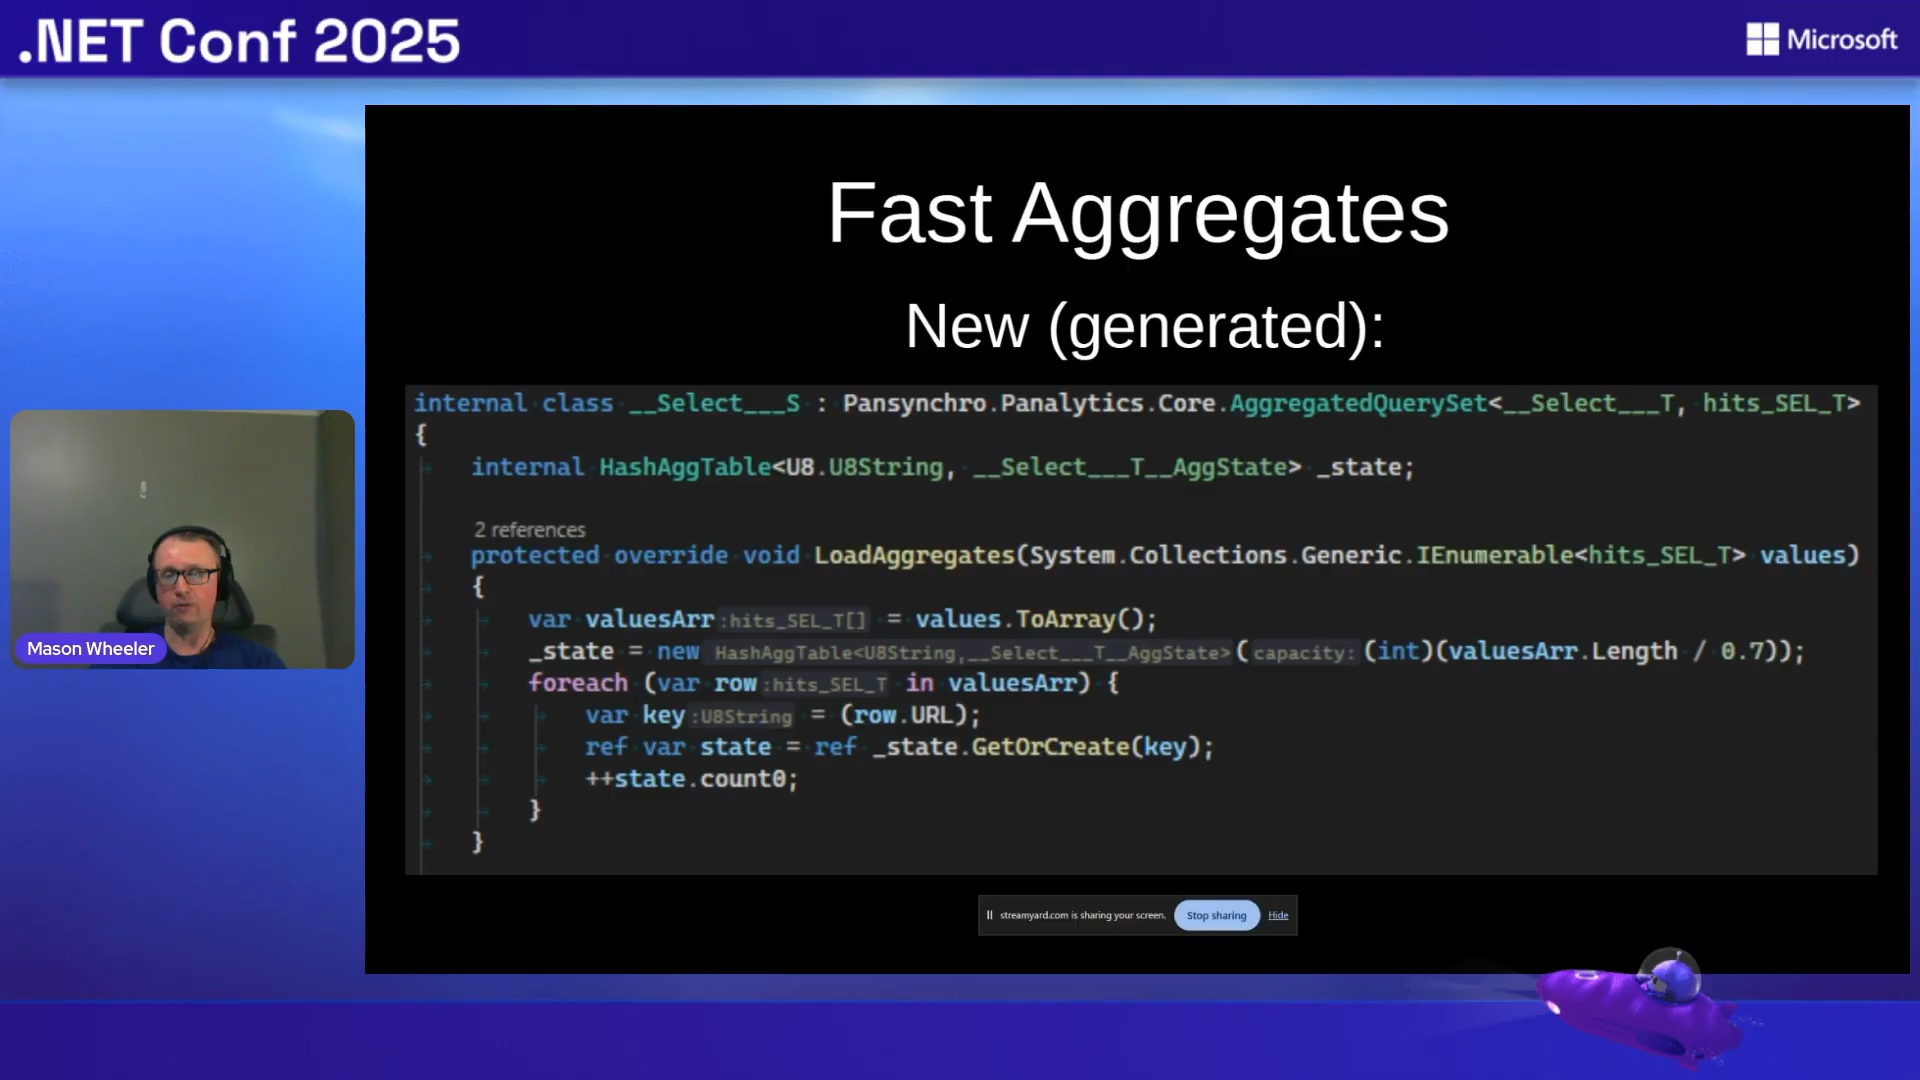 .NET Conf 2025
Microsoft
Fast Aggregates
New (generated):
internal class __Select___S : Pansynchro.Panalytics.Core.AggregatedQuerySet<__Select___T, hits_SEL_T>
{
internal HashAggTable<U8.U8String, __Select___T__AggState> _state;
2 references
protected override void LoadAggregates(System.Collections.Generic.IEnumerable<hits_SEL_T> values)
{
var valuesArr:hits_SEL_T[] = values.ToArray();
_state = new HashAggTable<U8String,__Select___T__AggState>(capacity:(int)(valuesArr.Length / 0.7));
foreach (var row:hits_SEL_T in valuesArr) {
var key:U8String = (row.URL);
ref var state = ref _state.GetOrCreate(key);
++state.count0;
}
}
Mason Wheeler
streamyard.com is sharing your screen. Stop sharing Hide